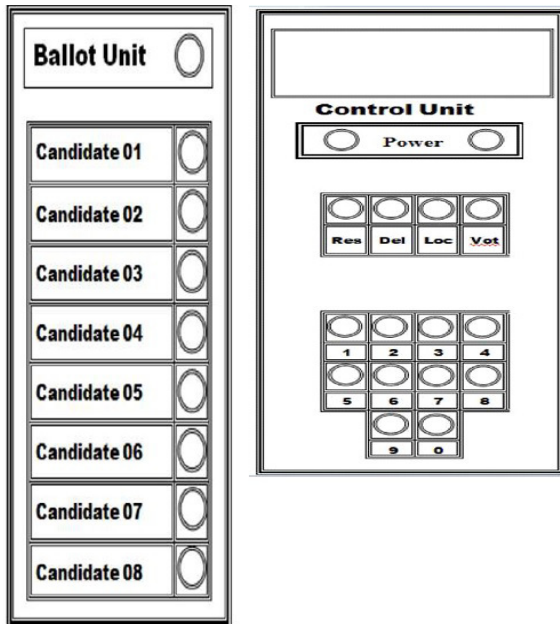 Ballot Unit
Candidate 01
Candidate 02
Candidate 03
Candidate 04
Candidate 05
Candidate 06
Candidate 07
Candidate 08
Control Unit
Power
Res Del Loc Vot
1 2 3 4
5 6 7 8
9 0